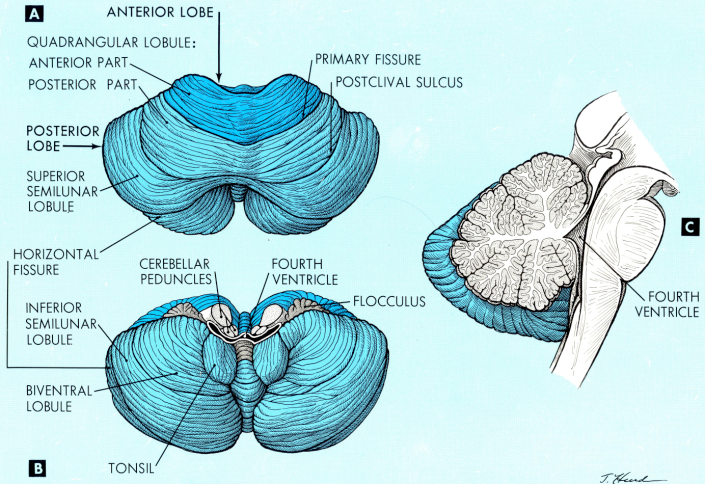 A
ANTERIOR LOBE
QUADRANGULAR LOBULE:
ANTERIOR PART
POSTERIOR PART
PRIMARY FISSURE
POSTCLIVAL SULCUS
POSTERIOR
LOBE
SUPERIOR
SEMILUNAR
LOBULE
HORIZONTAL
FISSURE
C
FOURTH
VENTRICLE
CEREBELLAR
PEDUNCLES
FOURTH
VENTRICLE
FLOCCULUS
INFERIOR
SEMILUNAR
LOBULE
BIVENTRAL
LOBULE
TONSIL
B